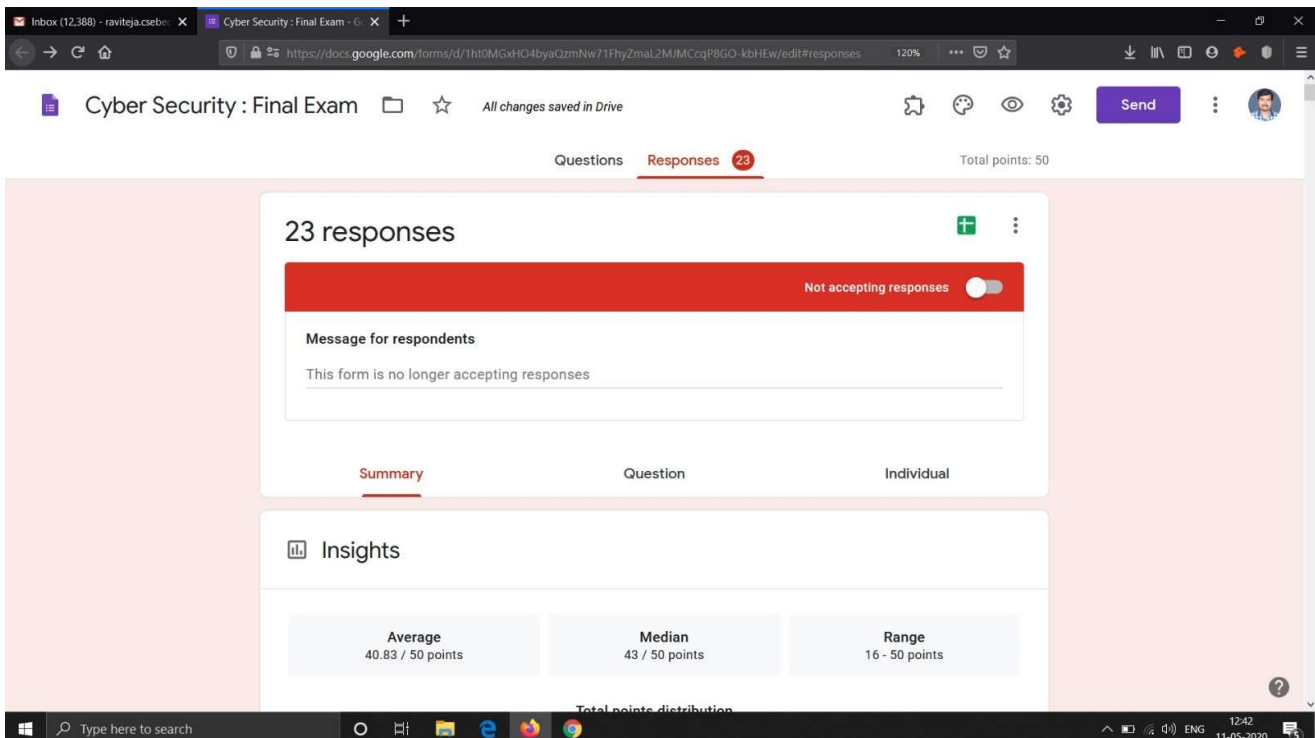 Inbox (12,388) - raviteja.csebec
Cyber Security : Final Exam - Go
https://docs.google.com/forms/d/1ht0MGxHO4byaQzmNw71FhyZmaL2MJMCcqP8GO-kbHEw/edit#responses
120%
Cyber Security : Final Exam
All changes saved in Drive
Send
Questions
Responses 23
Total points: 50
23 responses
Not accepting responses
Message for respondents
This form is no longer accepting responses
Summary
Question
Individual
Insights
Average
40.83 / 50 points
Median
43 / 50 points
Range
16 - 50 points
Total points distribution
Type here to search
ENG
12:42
11-05-2020